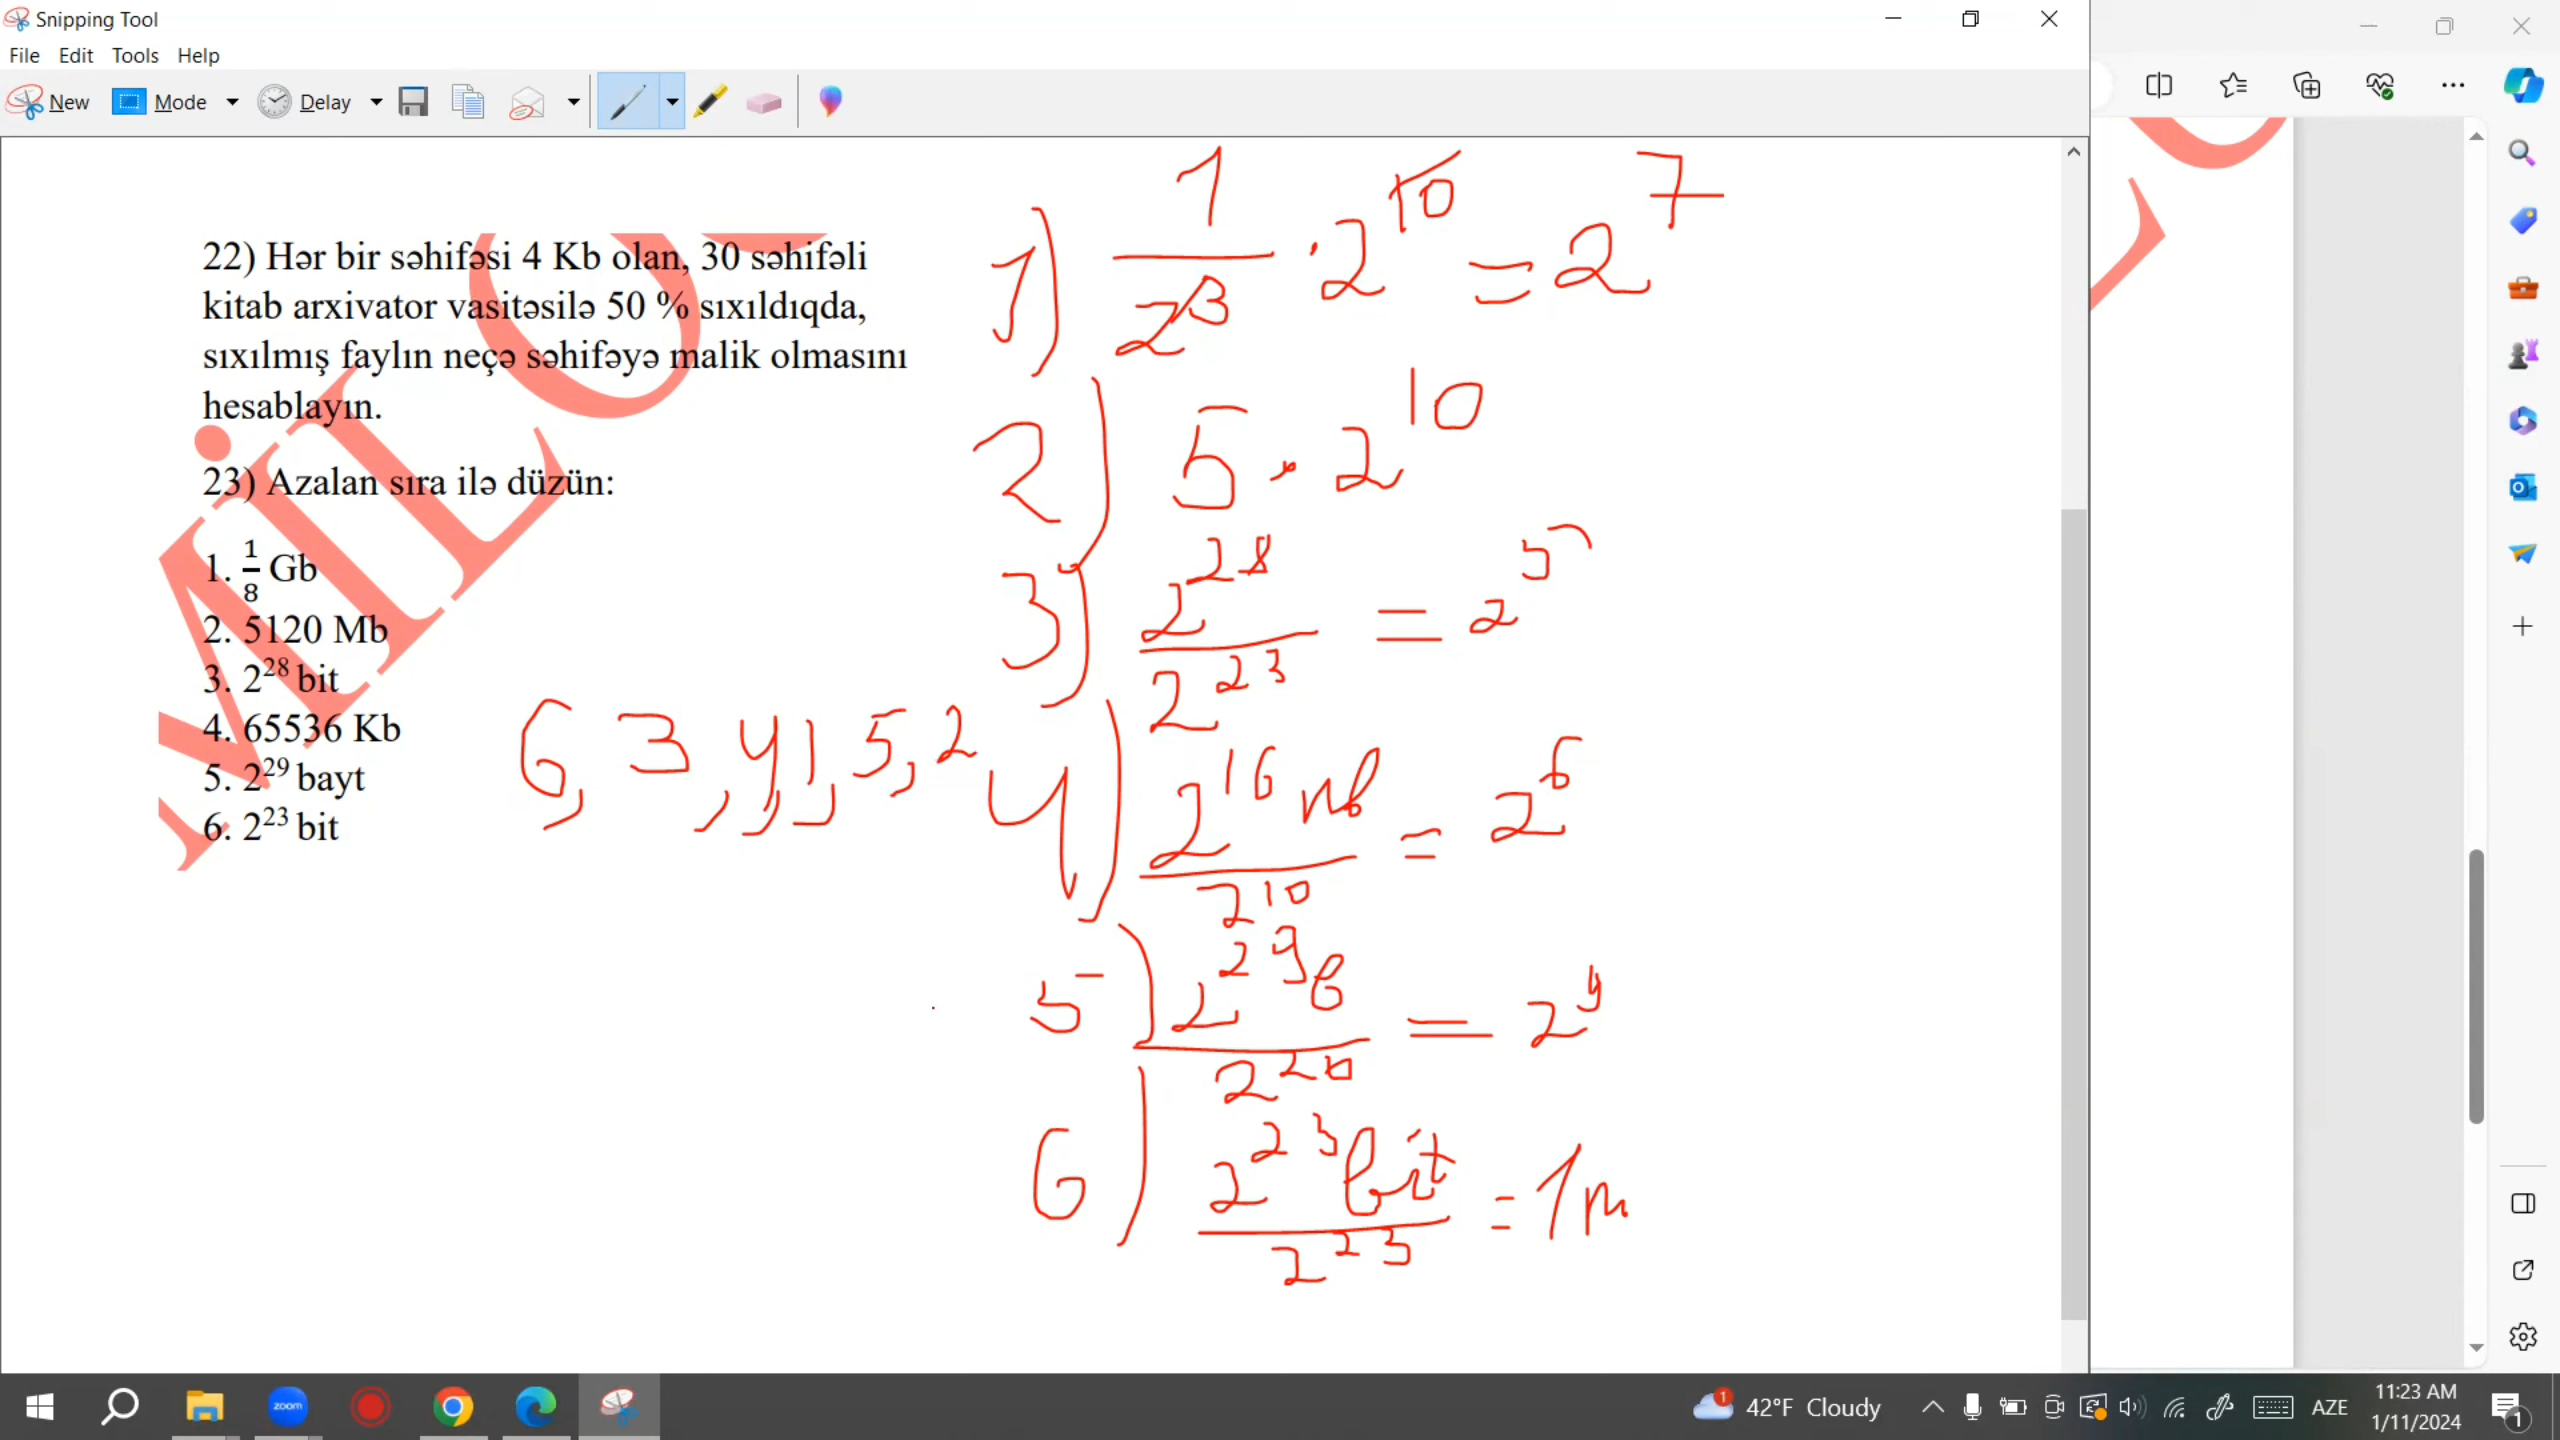 Snipping Tool
File Edit Tools Help
New Mode Delay
22) Hər bir səhifəsi 4 Kb olan, 30 səhifəli
kitab arxivator vasitəsilə 50 % sıxıldıqda,
sıxılmış faylın neçə səhifəyə malik olmasını
hesablayın.
23) Azalan sıra ilə düzün:
1. 1/8 Gb
2. 5120 Mb
3. 2^28 bit
4. 65536 Kb
5. 2^29 bayt
6. 2^23 bit
6, 3, 4, 1, 5, 2
1) 1/2^3 · 2^10 = 2^7
2) 5 · 2^10
3) 2^28/2^23 = 2^5
4) 2^16 /2^10 = 2^6
5) 2^29 b/2^20 = 2^9
6) 2^23 bit/2^23 = 1 m
zoom
1
42°F Cloudy
AZE
11:23 AM
1/11/2024
1